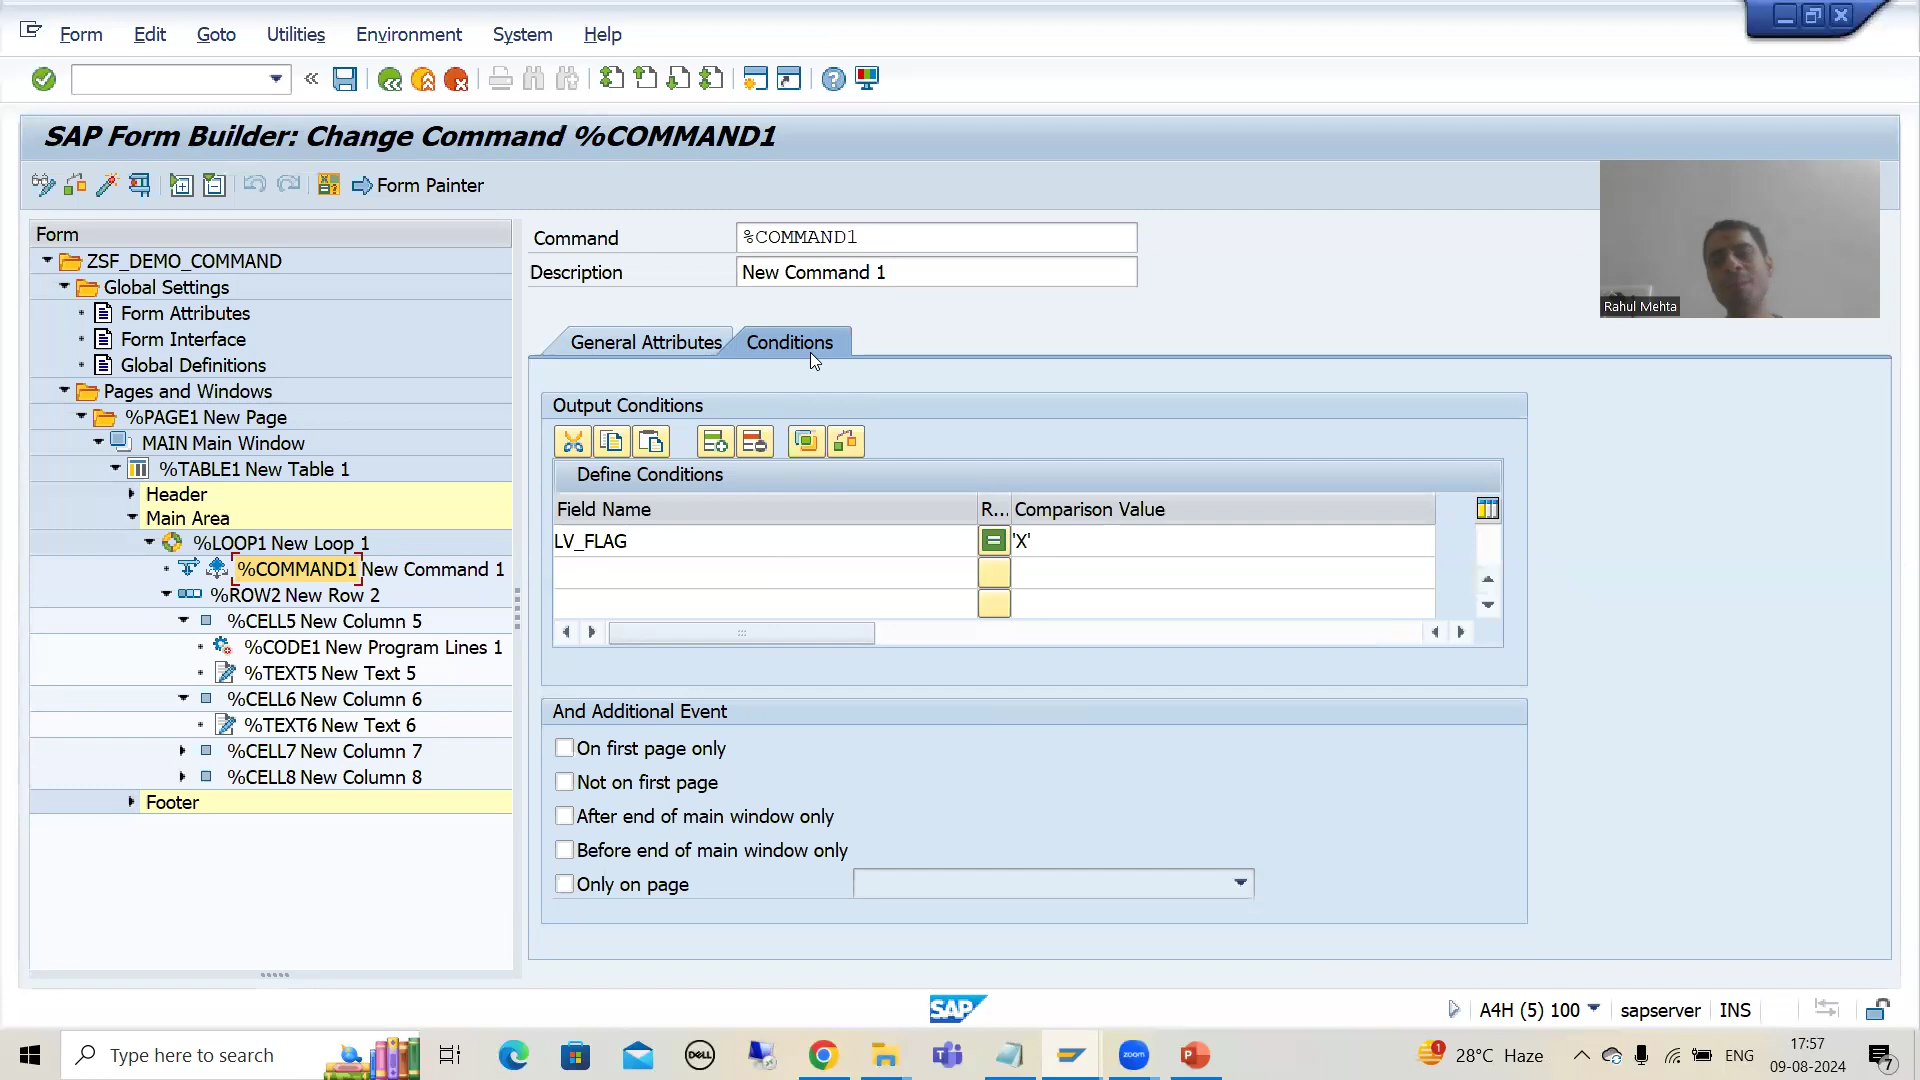 Form Edit Goto Utilities Environment System Help
SAP Form Builder: Change Command %COMMAND1
Form Painter
Form
ZSF_DEMO_COMMAND
Global Settings
Form Attributes
Form Interface
Global Definitions
Pages and Windows
%PAGE1 New Page
MAIN Main Window
%TABLE1 New Table 1
Header
Main Area
%LOOP1 New Loop 1
%COMMAND1 New Command 1
%ROW2 New Row 2
%CELL5 New Column 5
%CODE1 New Program Lines 1
%TEXT5 New Text 5
%CELL6 New Column 6
%TEXT6 New Text 6
%CELL7 New Column 7
%CELL8 New Column 8
Footer
Command %COMMAND1
Description New Command 1
General Attributes Conditions
Output Conditions
Define Conditions
Field Name R... Comparison Value
LV_FLAG 'X'
And Additional Event
On first page only
Not on first page
After end of main window only
Before end of main window only
Only on page
Rahul Mehta
SAP
A4H (5) 100 sapserver INS
Type here to search
DELL
zoom
1
28°C Haze
ENG
17:57
09-08-2024
7